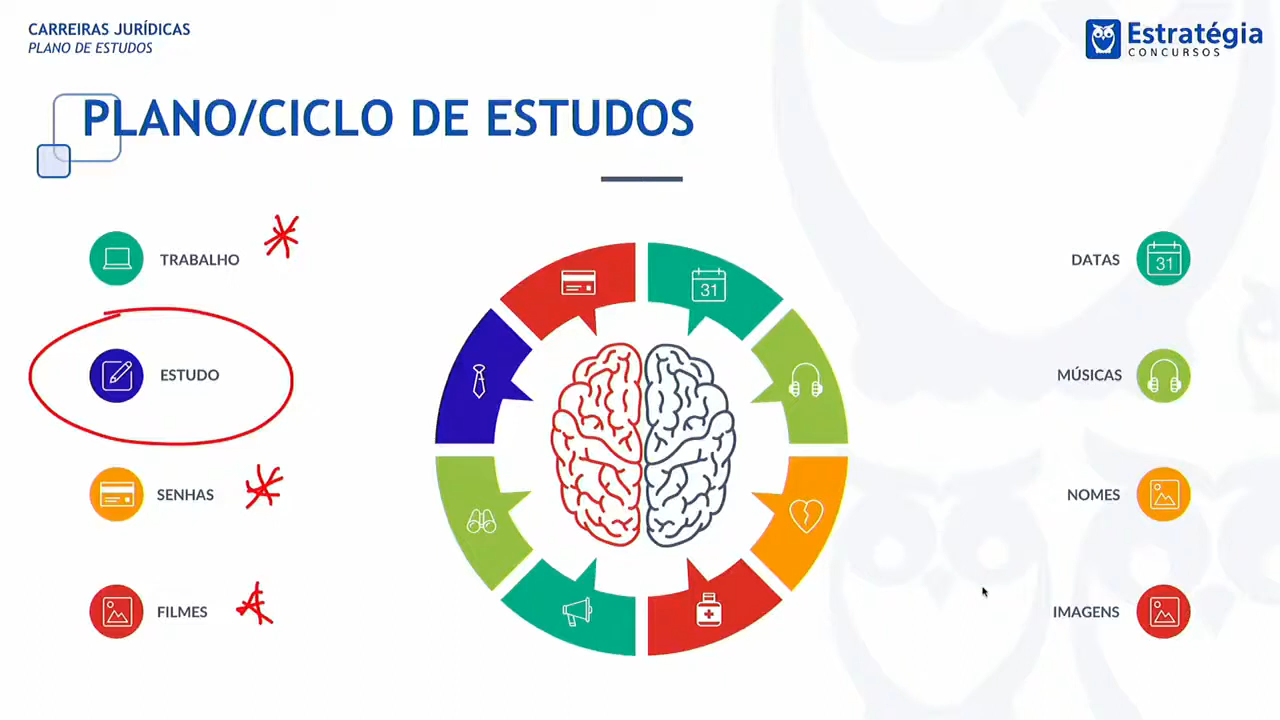 CARREIRAS JURÍDICAS
PLANO DE ESTUDOS
Estratégia
CONCURSOS
PLANO/CICLO DE ESTUDOS
TRABALHO
ESTUDO
SENHAS
FILMES
31
DATAS
31
MÚSICAS
NOMES
IMAGENS